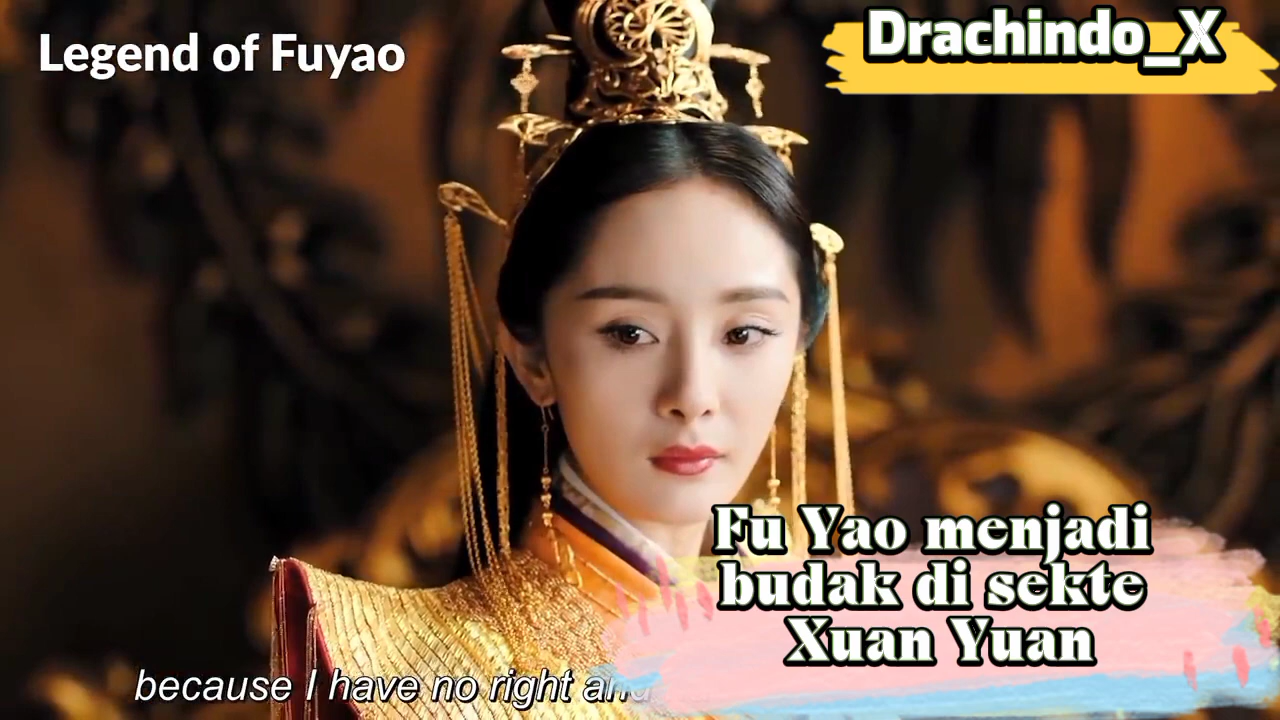 Legend of Fuyao
Drachindo_X
Fu Yao menjadi
budak di sekte
Xuan Yuan
because I have no right and